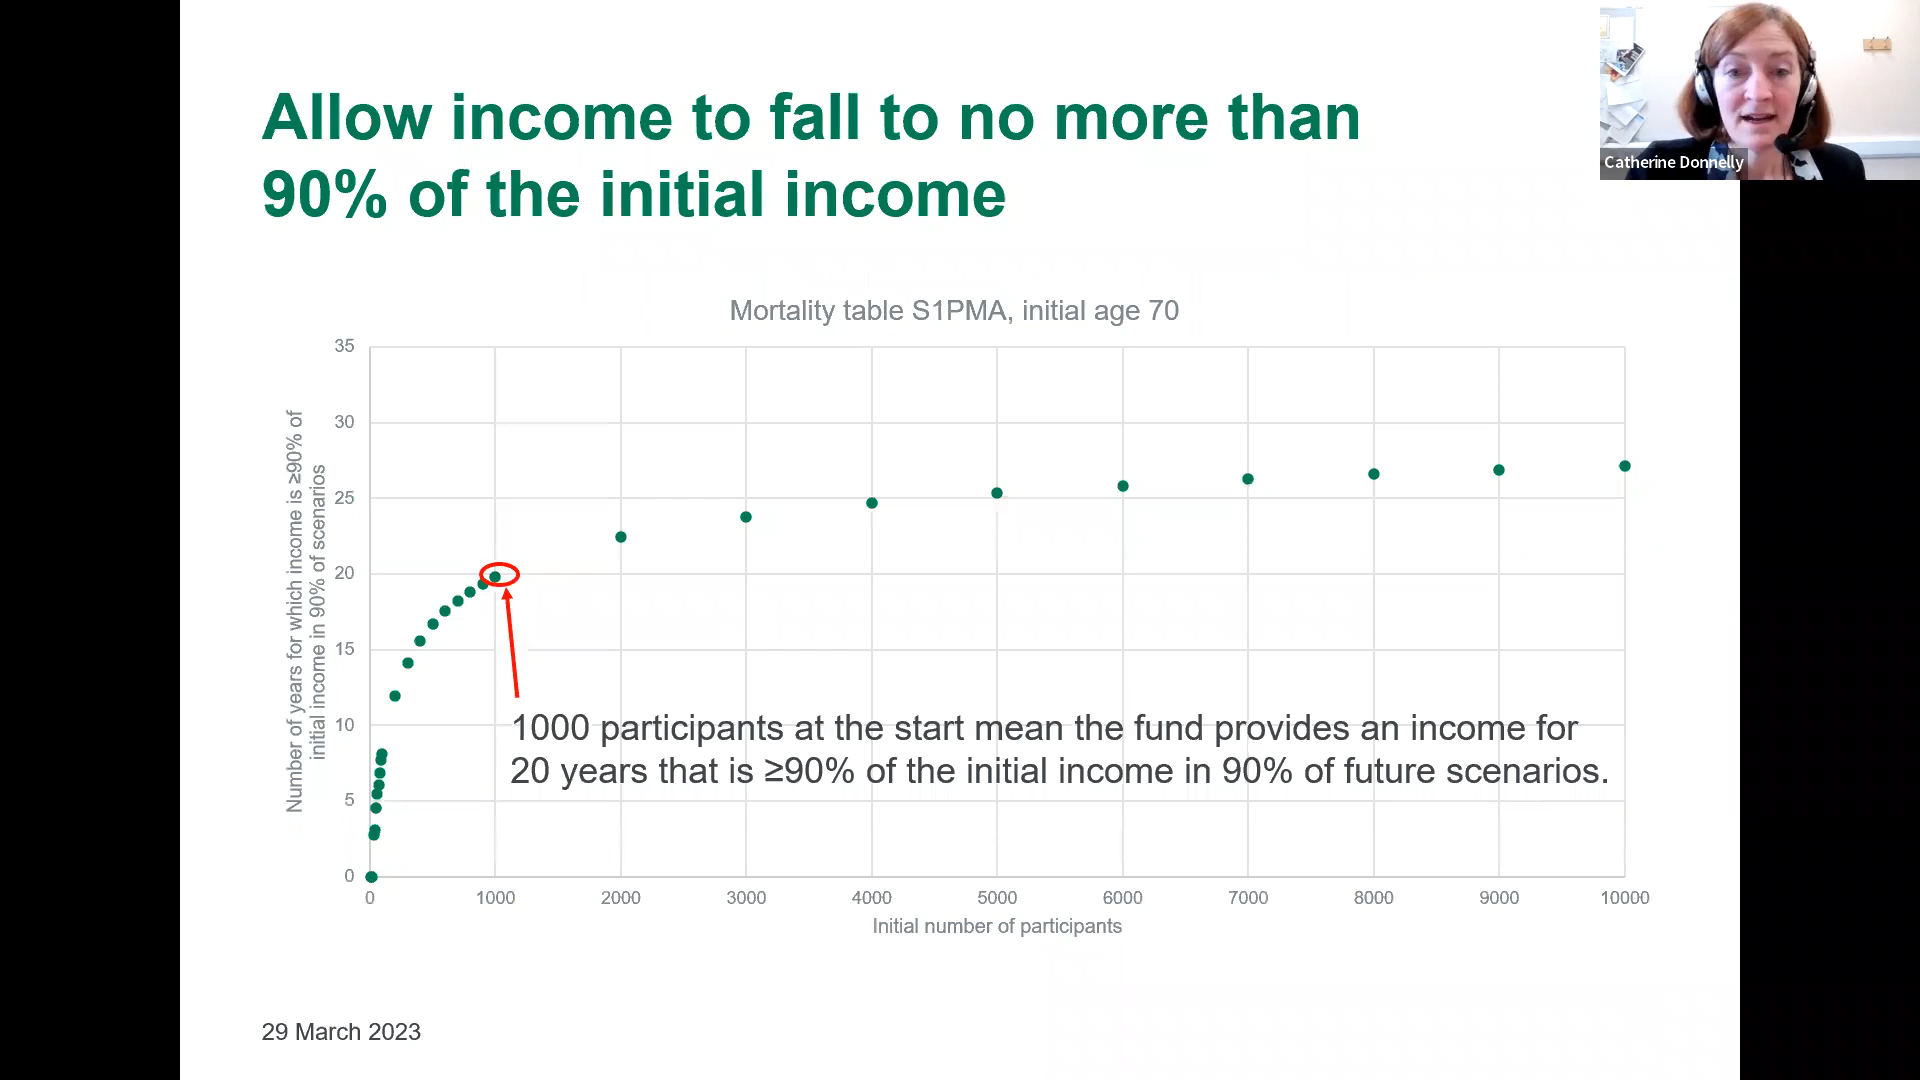 Allow income to fall to no more than
90% of the initial income
Catherine Donnelly
Mortality table S1PMA, initial age 70
Number of years for which income is ≥90% of
initial income in 90% of scenarios
35
30
25
20
15
10
5
0
1000 participants at the start mean the fund provides an income for
20 years that is ≥90% of the initial income in 90% of future scenarios.
0 1000 2000 3000 4000 5000 6000 7000 8000 9000 10000
Initial number of participants
29 March 2023